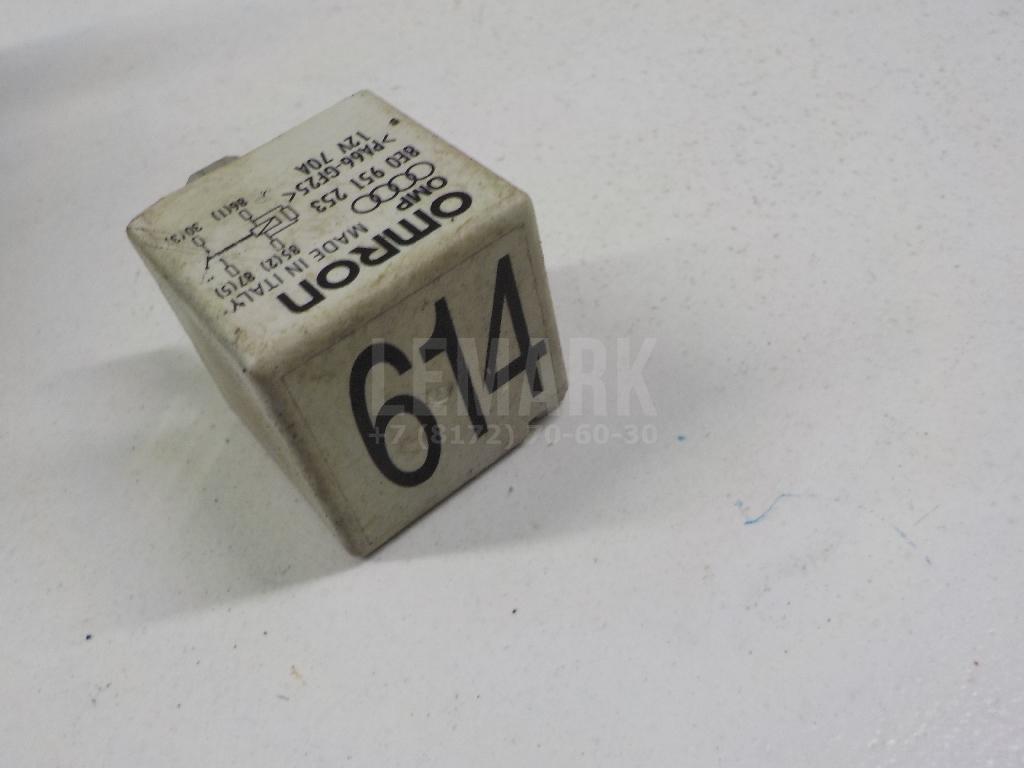 omron
OMP
MADE IN ITALY
8E0 951 253
>PA66-GF25<
12V 70A
86(1)
85(2)
30(3)
87(5)
614
LEMARK
+7 (8172) 70-60-30